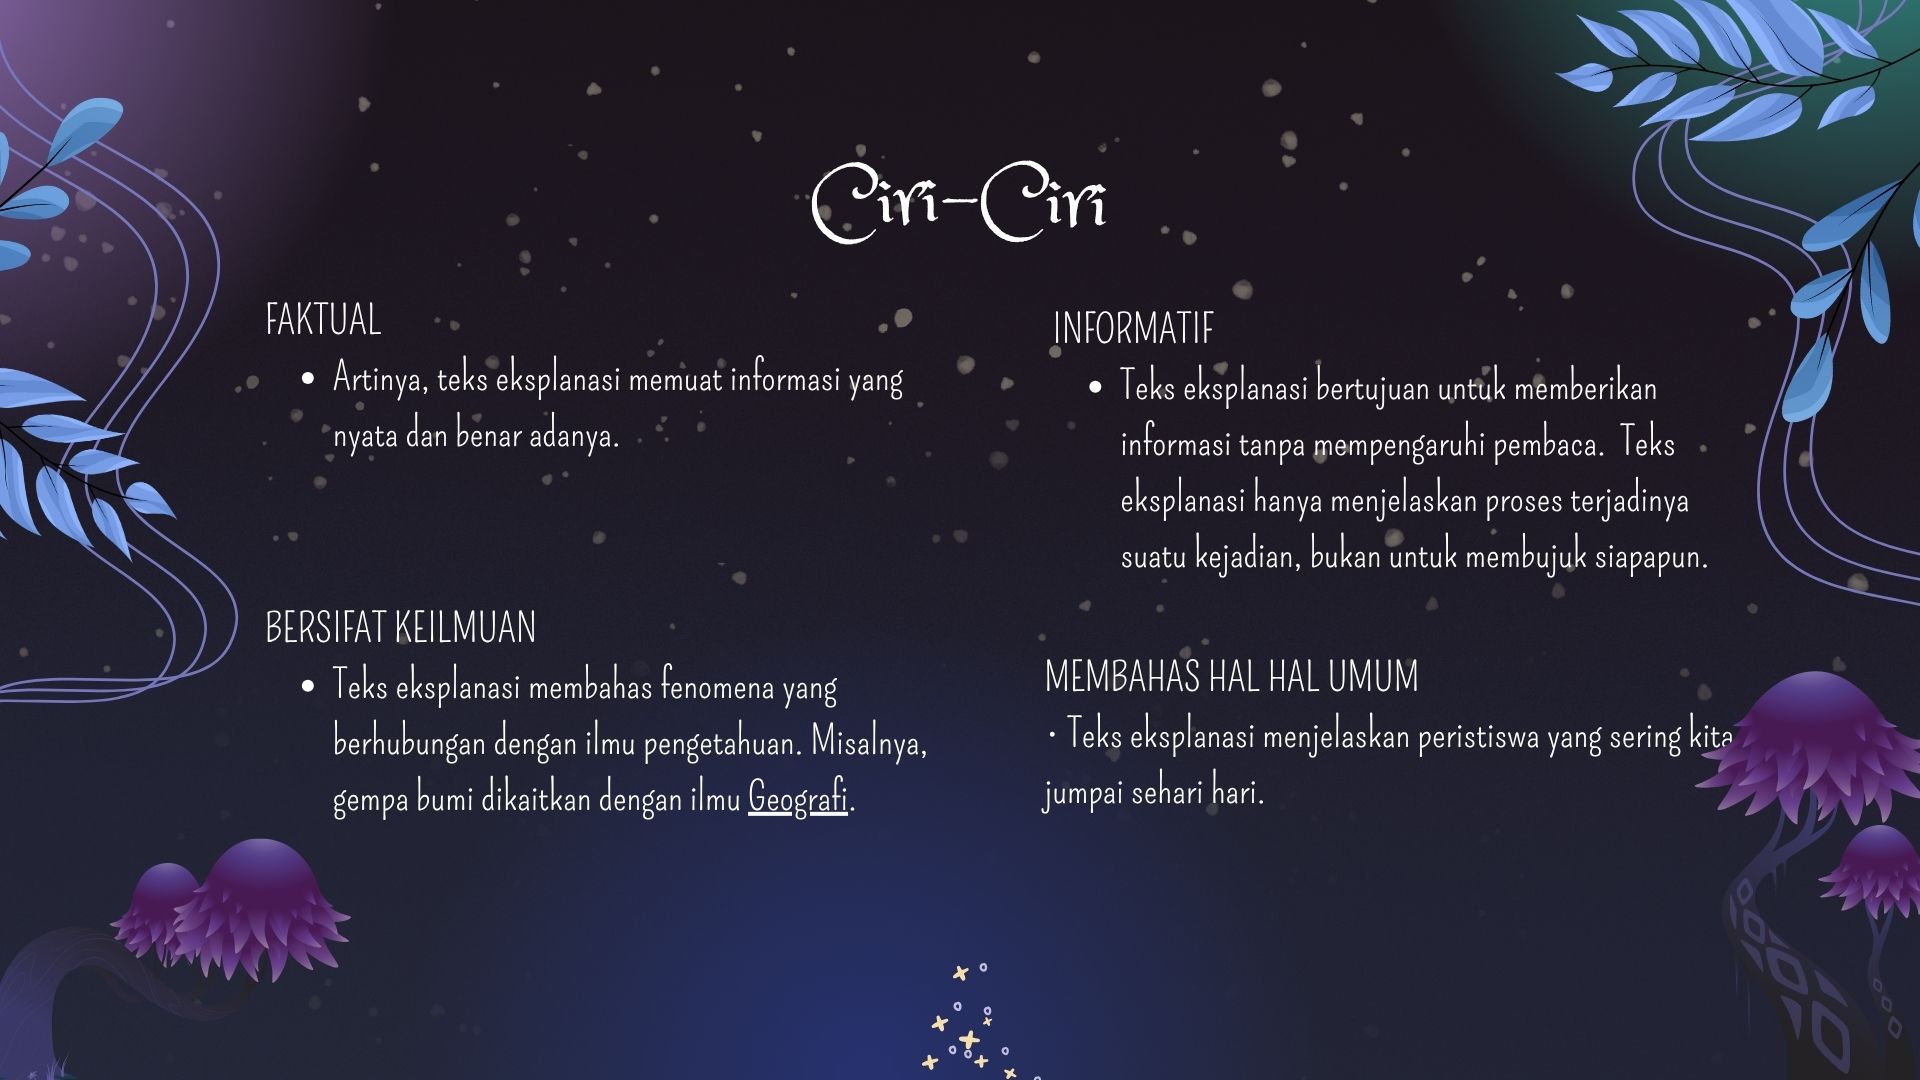 Ciri-Ciri
FAKTUAL
• Artinya, teks eksplanasi memuat informasi yang
nyata dan benar adanya.
BERSIFAT KEILMUAN
• Teks eksplanasi membahas fenomena yang
berhubungan dengan ilmu pengetahuan. Misalnya,
gempa bumi dikaitkan dengan ilmu Geografi.
INFORMATIF
• Teks eksplanasi bertujuan untuk memberikan
informasi tanpa mempengaruhi pembaca. Teks
eksplanasi hanya menjelaskan proses terjadinya
suatu kejadian, bukan untuk membujuk siapapun.
MEMBAHAS HAL HAL UMUM
• Teks eksplanasi menjelaskan peristiswa yang sering kita
jumpai sehari hari.